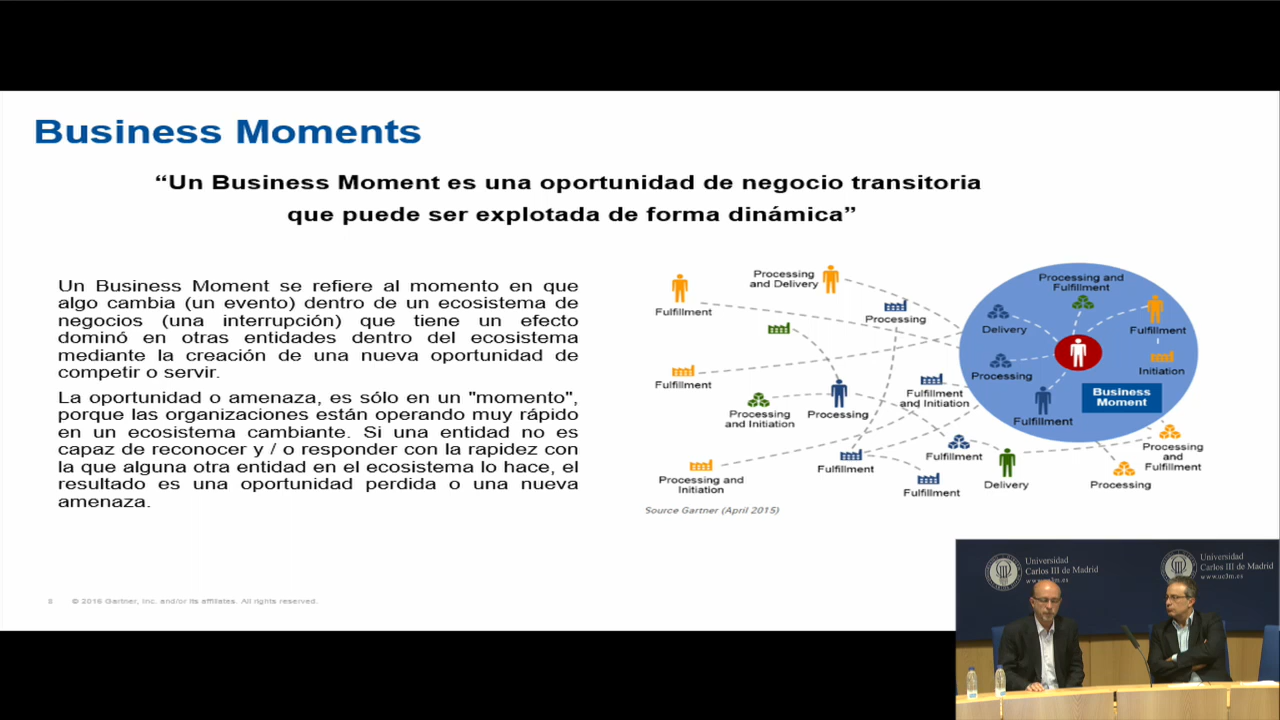 Business Moments
“Un Business Moment es una oportunidad de negocio transitoria
que puede ser explotada de forma dinámica”
Un Business Moment se refiere al momento en que
algo cambia (un evento) dentro de un ecosistema de
negocios (una interrupción) que tiene un efecto
dominó en otras entidades dentro del ecosistema
mediante la creación de una nueva oportunidad de
competir o servir.
La oportunidad o amenaza, es sólo en un "momento",
porque las organizaciones están operando muy rápido
en un ecosistema cambiante. Si una entidad no es
capaz de reconocer y / o responder con la rapidez con
la que alguna otra entidad en el ecosistema lo hace, el
resultado es una oportunidad perdida o una nueva
amenaza.
Fulfillment
Processing
and Delivery
Processing
Fulfillment
Processing
and Initiation
Processing
Fulfillment
and Initiation
Processing and
Initiation
Fulfillment
Fulfillment
Fulfillment
Delivery
Processing and
Fulfillment
Delivery
Fulfillment
Processing
Initiation
Fulfillment
Business
Moment
Processing
and
Fulfillment
Processing
Source Gartner (April 2015)
8 © 2016 Gartner, Inc. and/or its affiliates. All rights reserved.
Universidad
Carlos III de Madrid
www.uc3m.es
Universidad
Carlos III de Madrid
www.uc3m.es